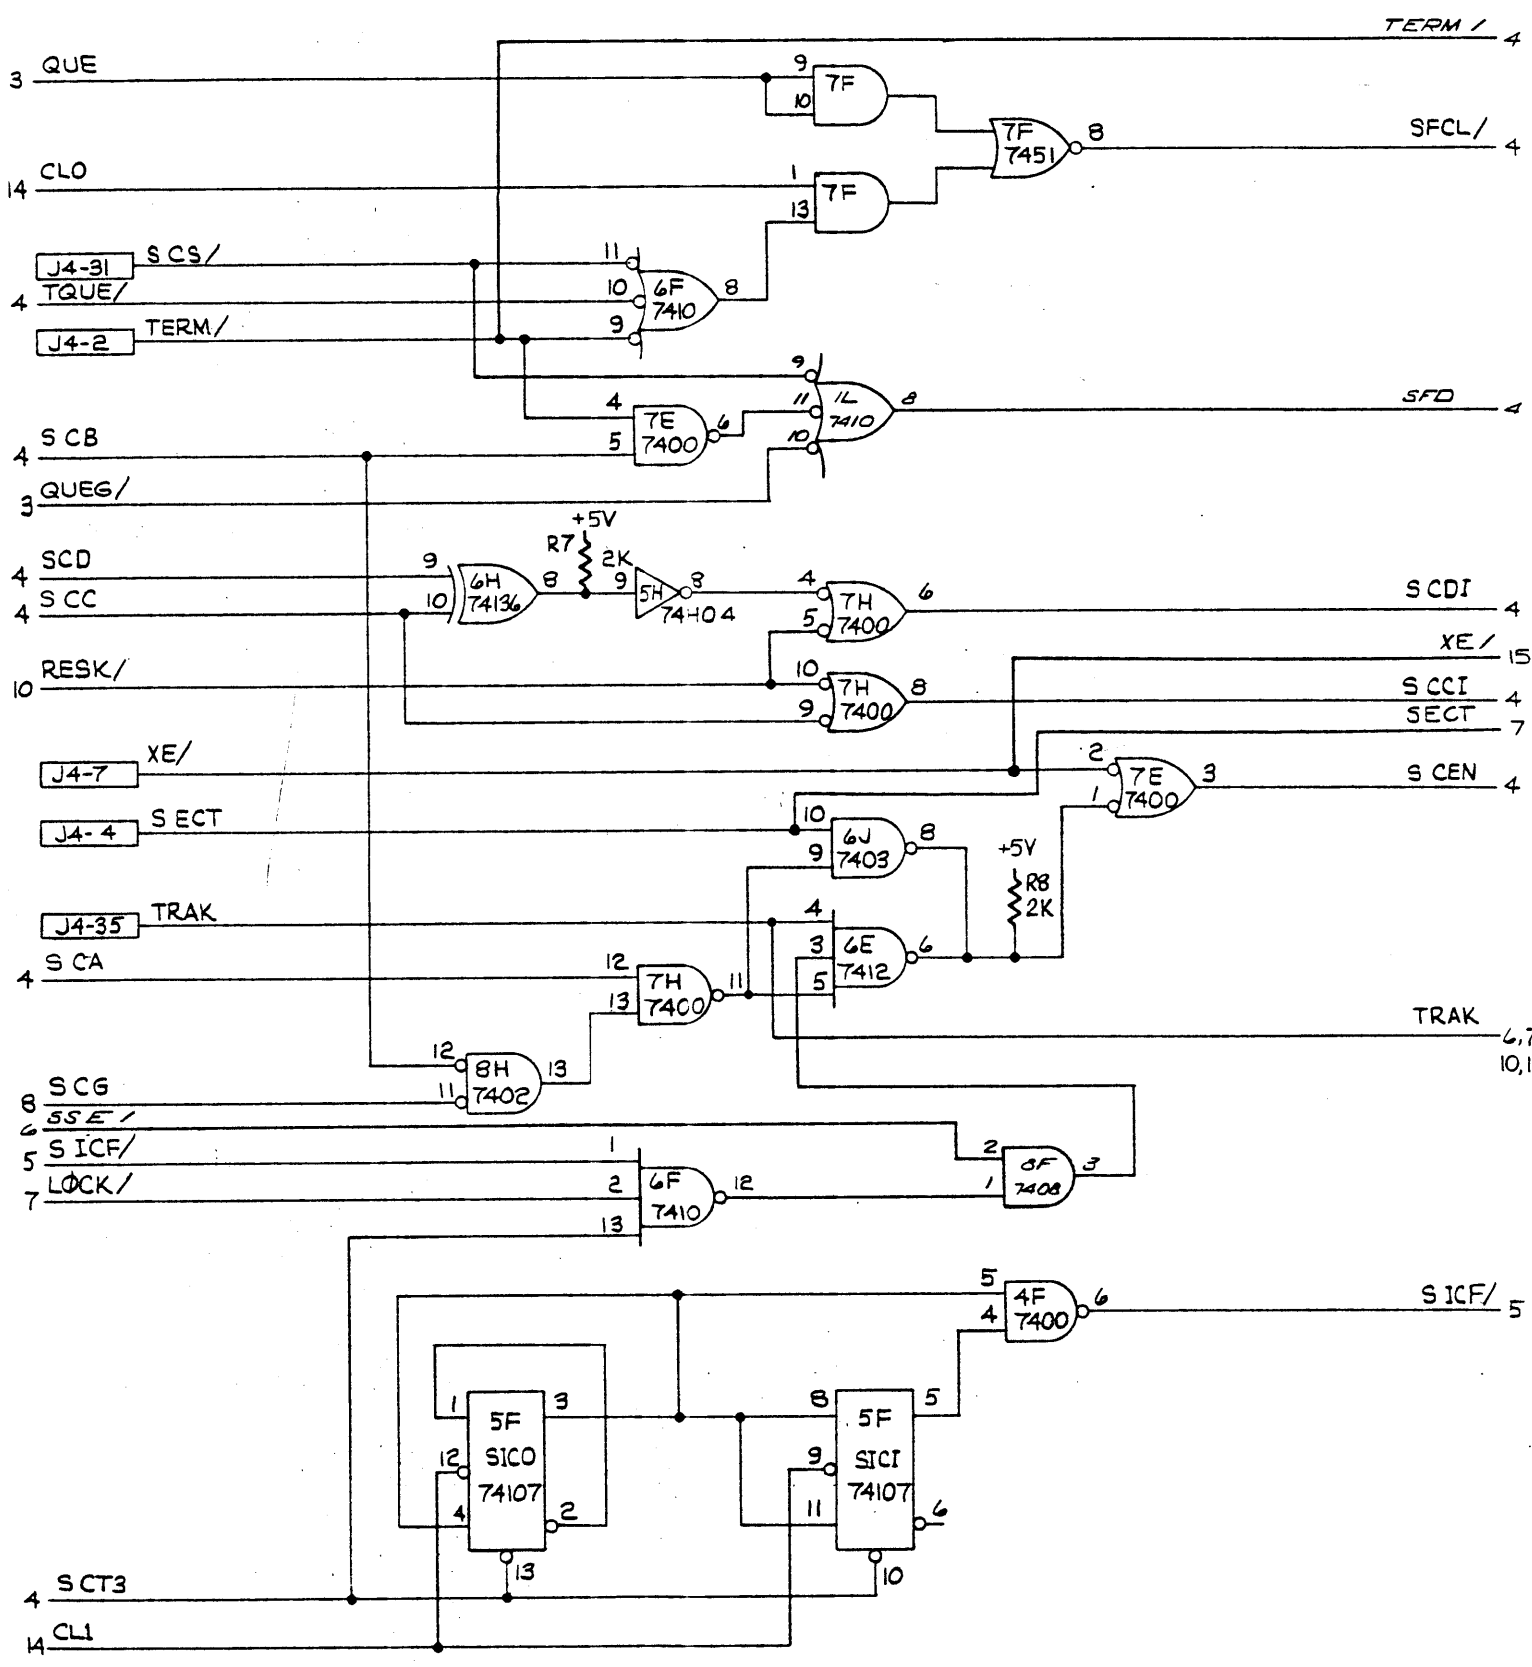 TERM/ 4
3 QUE
9
10
7F
7F
7451
8
SFCL/ 4
14 CLO
1
13
7F
J4-31 SCS/
11
4 TQUE/
10
6F
7410
8
J4-2 TERM/
9
9
11
10
1L
7410
8
SFD 4
4
5
7E
7400
6
4 SCB
3 QUEG/
+5V
R7
2K
4 SCD
9
4 SCC
10
6H
74136
8
9
5H
8
74H04
4
5
7H
7400
6
SCDI 4
XE/ 15
10 RESK/
10
9
7H
7400
8
SCCI 4
SECT 7
J4-7 XE/
2
1
7E
7400
3
SCEN 4
J4-4 SECT
10
9
6J
7403
8
+5V
R8
2K
J4-35 TRAK
4
3
5
6E
7412
6
4 SCA
12
13
7H
7400
11
TRAK 6,7
10,1
12
11
8H
7402
13
8 SCG
6 SSE/
5 SICF/
1
7 LOCK/
2
13
6F
7410
12
2
1
8F
7408
3
5
4
4F
7400
6
SICF/ 5
1
12
4
5F
SICO
74107
3
2
13
8
9
11
5F
SICI
74107
5
6
10
4 SCT3
14 CL1